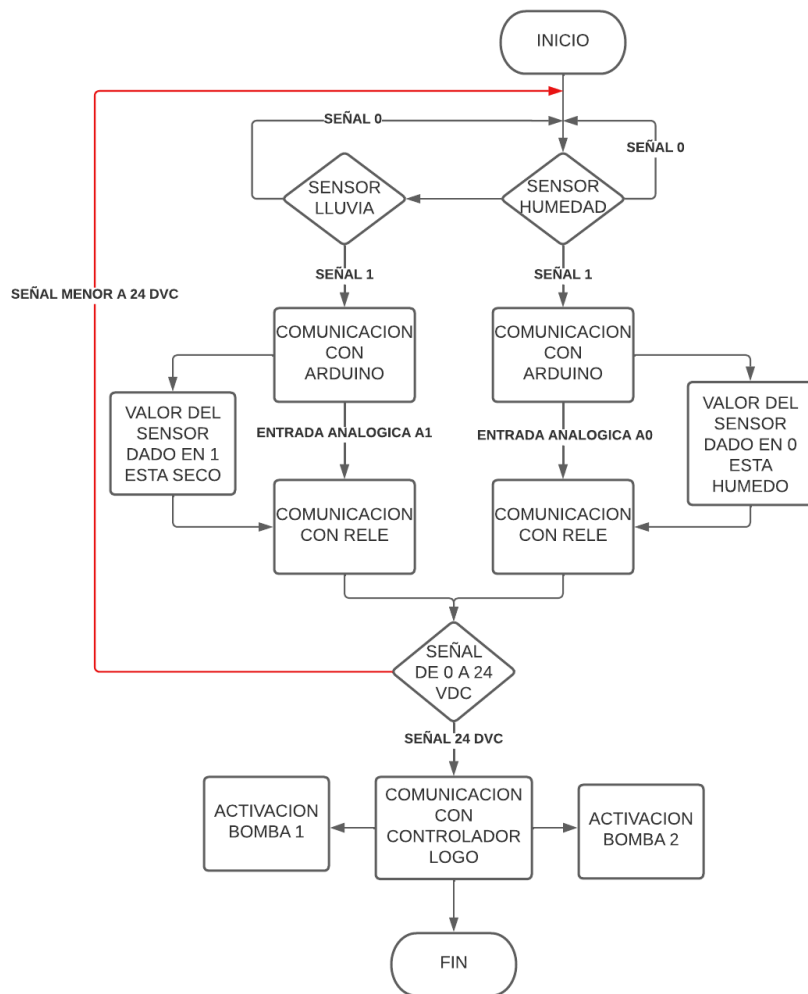 INICIO
SEÑAL 0
SEÑAL 0
SENSOR
LLUVIA
SENSOR
HUMEDAD
SEÑAL 1
SEÑAL 1
SEÑAL MENOR A 24 DVC
COMUNICACION
CON
ARDUINO
COMUNICACION
CON
ARDUINO
VALOR DEL
SENSOR
DADO EN 1
ESTA SECO
ENTRADA ANALOGICA A1
ENTRADA ANALOGICA A0
VALOR DEL
SENSOR
DADO EN 0
ESTA
HUMEDO
COMUNICACION
CON RELE
COMUNICACION
CON RELE
SEÑAL
DE 0 A 24
VDC
SEÑAL 24 DVC
ACTIVACION
BOMBA 1
COMUNICACION
CON
CONTROLADOR
LOGO
ACTIVACION
BOMBA 2
FIN